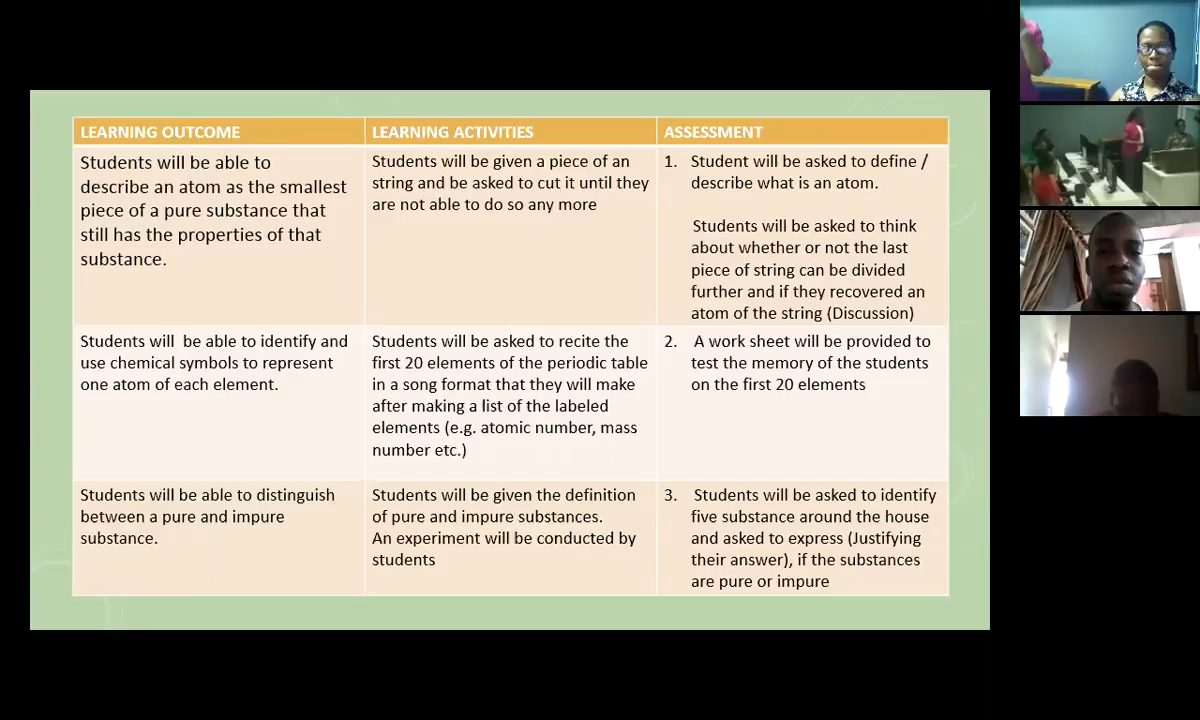 LEARNING OUTCOME
LEARNING ACTIVITIES
ASSESSMENT
Students will be able to
describe an atom as the smallest
piece of a pure substance that
still has the properties of that
substance.
Students will be given a piece of an
string and be asked to cut it until they
are not able to do so any more
1. Student will be asked to define /
describe what is an atom.
Students will be asked to think
about whether or not the last
piece of string can be divided
further and if they recovered an
atom of the string (Discussion)
Students will be able to identify and
use chemical symbols to represent
one atom of each element.
Students will be asked to recite the
first 20 elements of the periodic table
in a song format that they will make
after making a list of the labeled
elements (e.g. atomic number, mass
number etc.)
2. A work sheet will be provided to
test the memory of the students
on the first 20 elements
Students will be able to distinguish
between a pure and impure
substance.
Students will be given the definition
of pure and impure substances.
An experiment will be conducted by
students
3. Students will be asked to identify
five substance around the house
and asked to express (Justifying
their answer), if the substances
are pure or impure